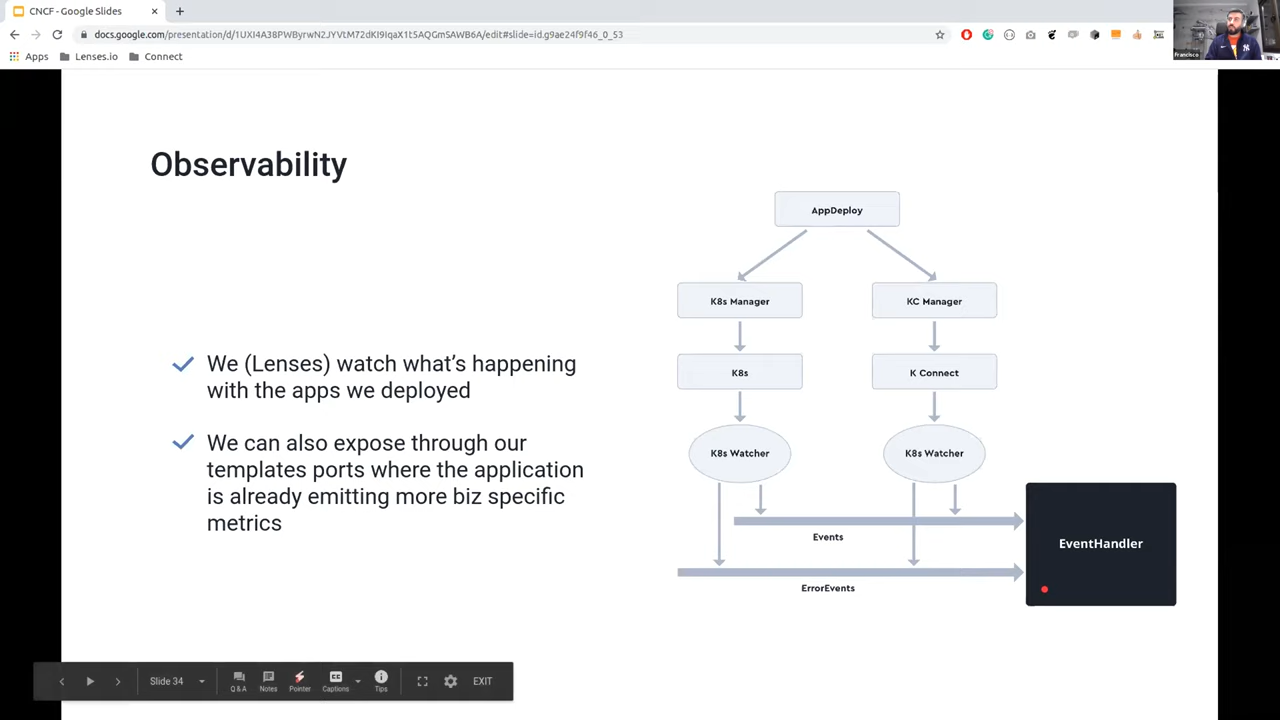 CNCF - Google Slides
docs.google.com/presentation/d/1UXI4A38PWByrwN2JYVtM72dKI9IqaX1t5AQGmSAWB6A/edit#slide=id.g9ae24f9f46_0_53
Apps
Lenses.io
Connect
Francisco
Observability
We (Lenses) watch what's happening
with the apps we deployed
We can also expose through our
templates ports where the application
is already emitting more biz specific
metrics
AppDeploy
K8s Manager
KC Manager
K8s
K Connect
K8s Watcher
K8s Watcher
Events
ErrorEvents
EventHandler
Slide 34
Q & A
Notes
Pointer
Captions
Tips
EXIT